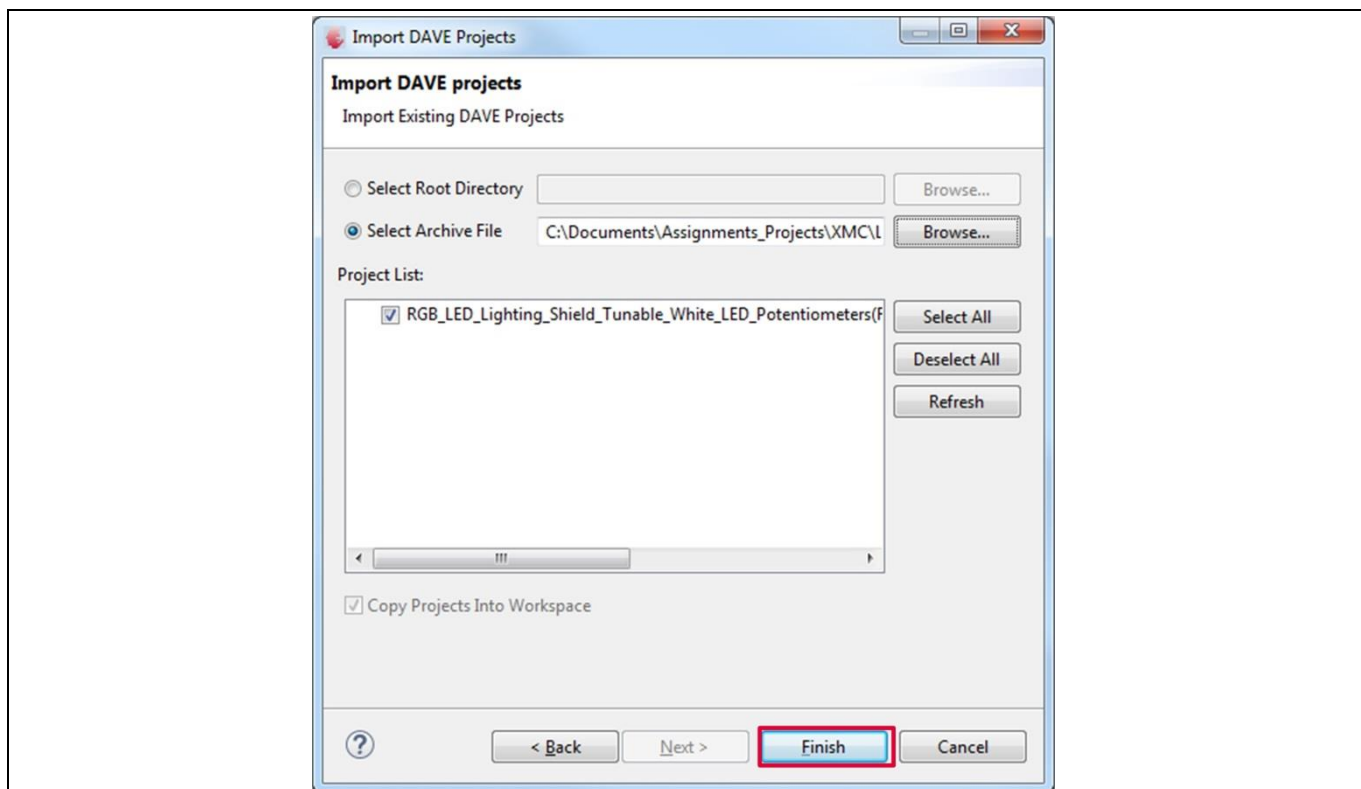 Import DAVE Projects
Import DAVE projects
Import Existing DAVE Projects
Select Root Directory Browse...
Select Archive File C:\Documents\Assignments_Projects\XMC\L Browse...
Project List:
RGB_LED_Lighting_Shield_Tunable_White_LED_Potentiometers(F Select All
Deselect All
Refresh
Copy Projects Into Workspace
? < Back Next > Finish Cancel